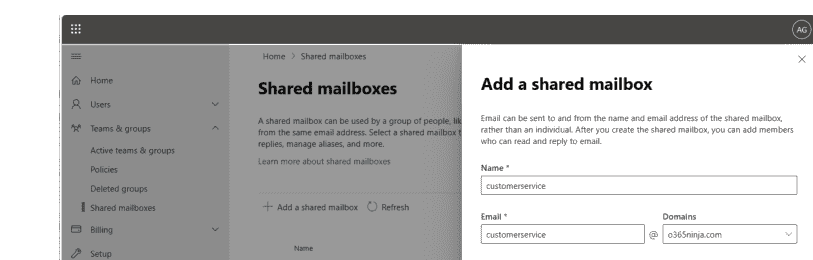 AG
Home
Users
Teams & groups
Active teams & groups
Policies
Deleted groups
Shared mailboxes
Billing
Setup
Home > Shared mailboxes
Shared mailboxes
A shared mailbox can be used by a group of people, lik
from the same email address. Select a shared mailbox t
replies, manage aliases, and more.
Learn more about shared mailboxes
Add a shared mailbox Refresh
Name
Add a shared mailbox
Email can be sent to and from the name and email address of the shared mailbox,
rather than an individual. After you create the shared mailbox, you can add members
who can read and reply to email.
Name *
customerservice
Email * Domains
customerservice @ o365ninja.com